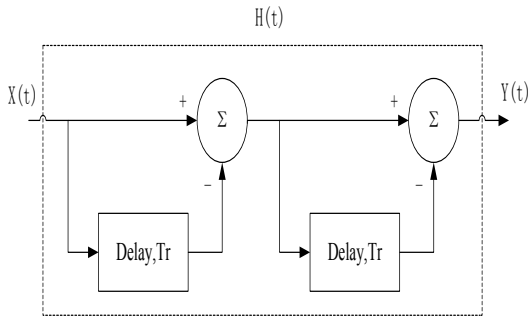 H(t)
X(t)
Y(t)
+
Σ
+
Σ
−
−
Delay,Tr
Delay,Tr